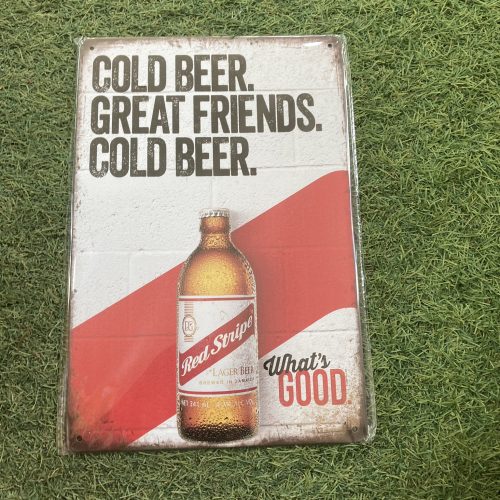 COLD BEER.
GREAT FRIENDS.
COLD BEER.
Red Stripe
LAGER BEER
BREWED IN JAMAICA
What's
GOOD